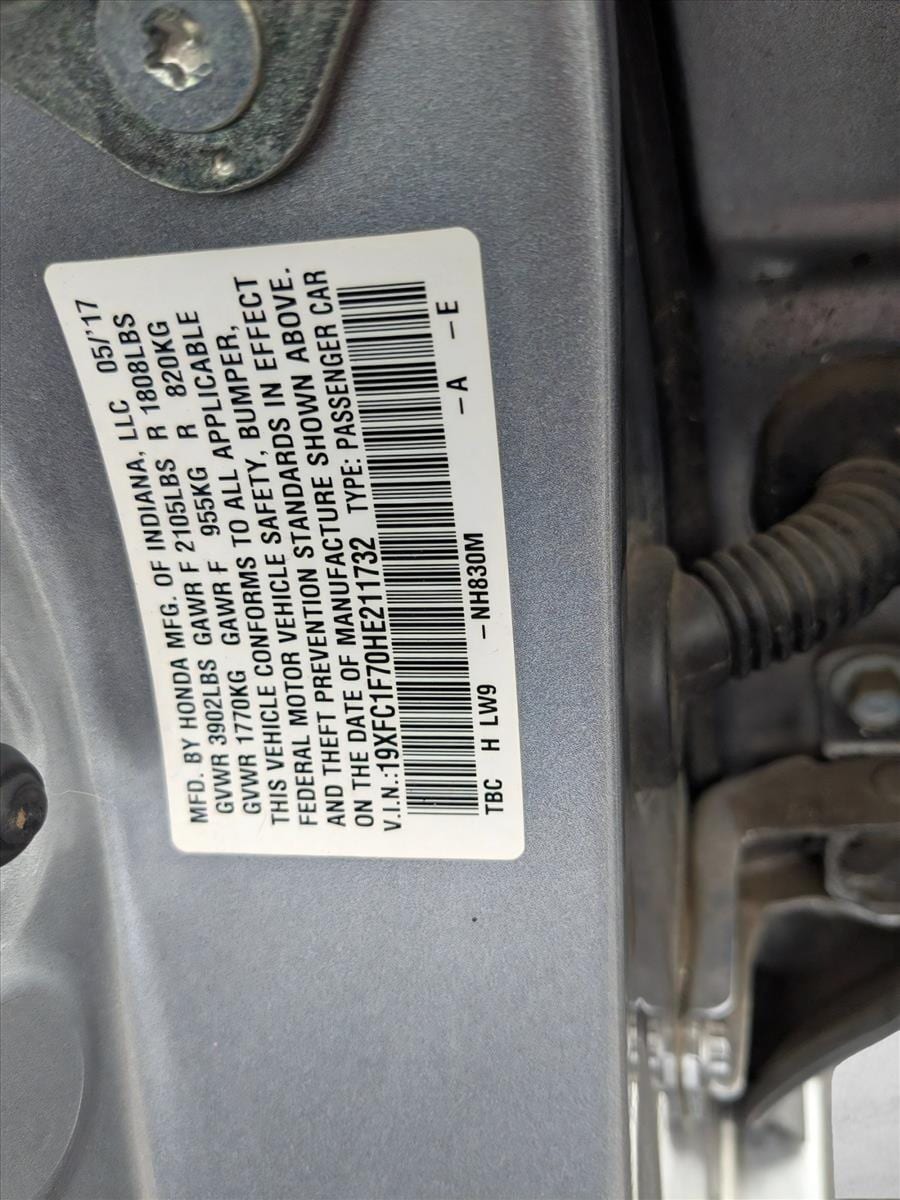 MFD. BY HONDA MFG. OF INDIANA, LLC 05/'17
GVWR 3902LBS GAWR F 2105LBS R 1808LBS
GVWR 1770KG GAWR F 955KG R 820KG
THIS VEHICLE CONFORMS TO ALL APPLICABLE
FEDERAL MOTOR VEHICLE SAFETY, BUMPER,
AND THEFT PREVENTION STANDARDS IN EFFECT
ON THE DATE OF MANUFACTURE SHOWN ABOVE.
V.I.N.:19XFC1F70HE211732 TYPE: PASSENGER CAR
TBC H LW9 -NH830M -A -E